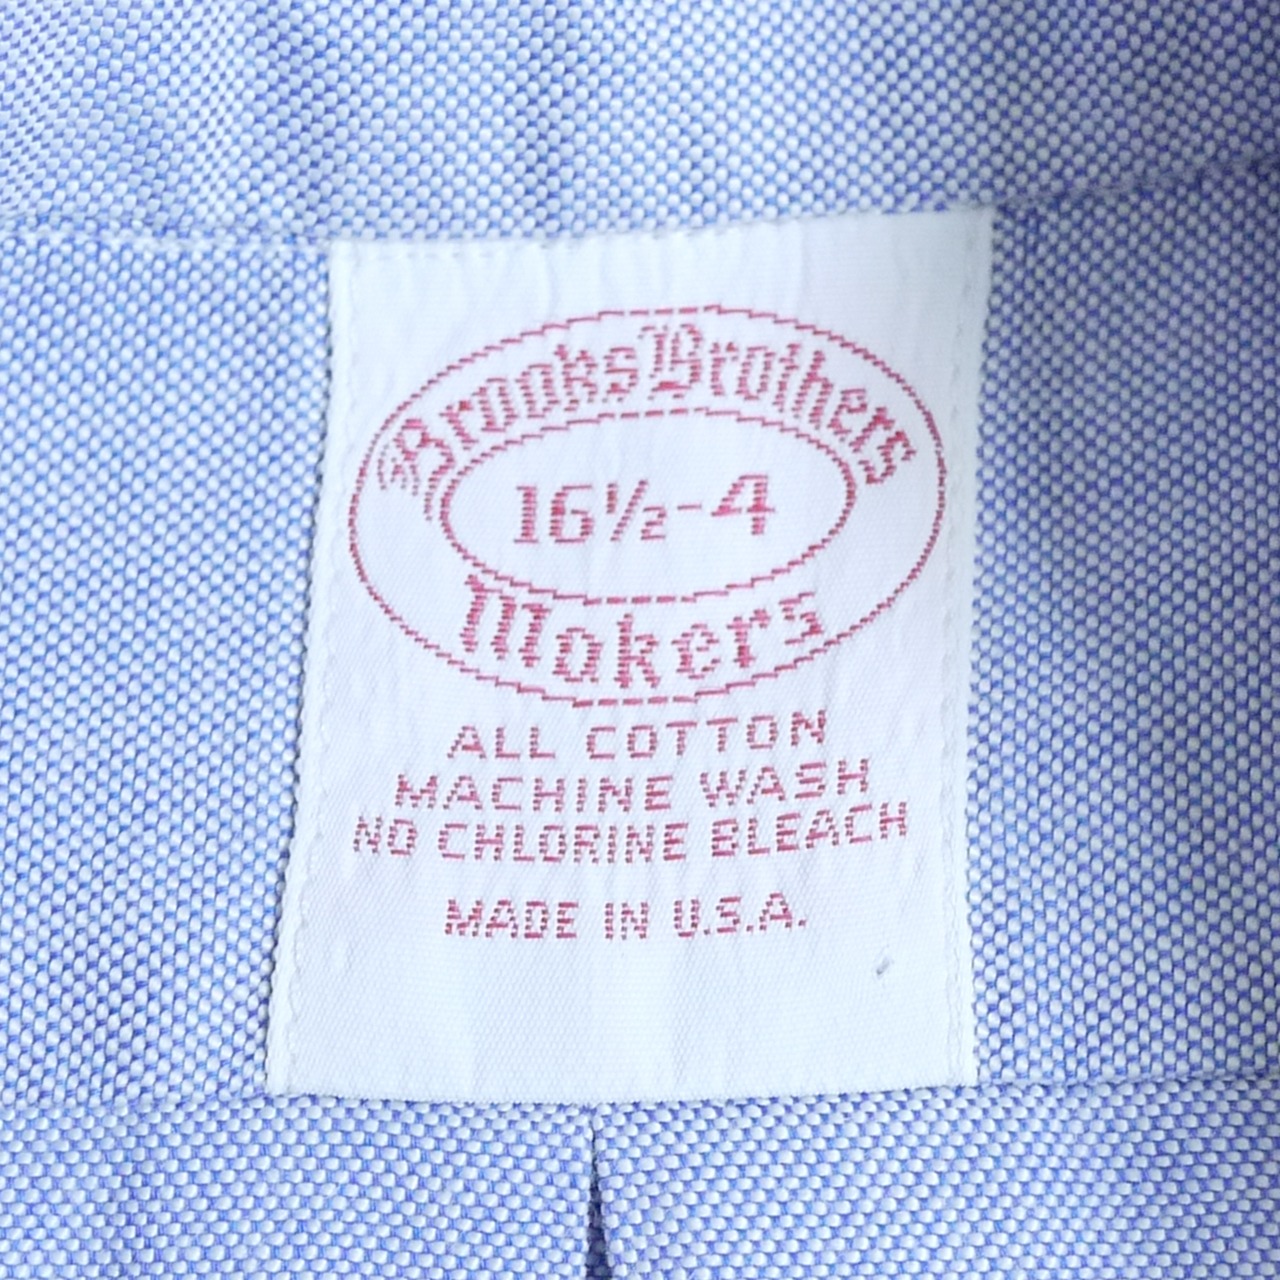 Brooks Brothers
16½-4
Makers
ALL COTTON
MACHINE WASH
NO CHLORINE BLEACH
MADE IN U.S.A.